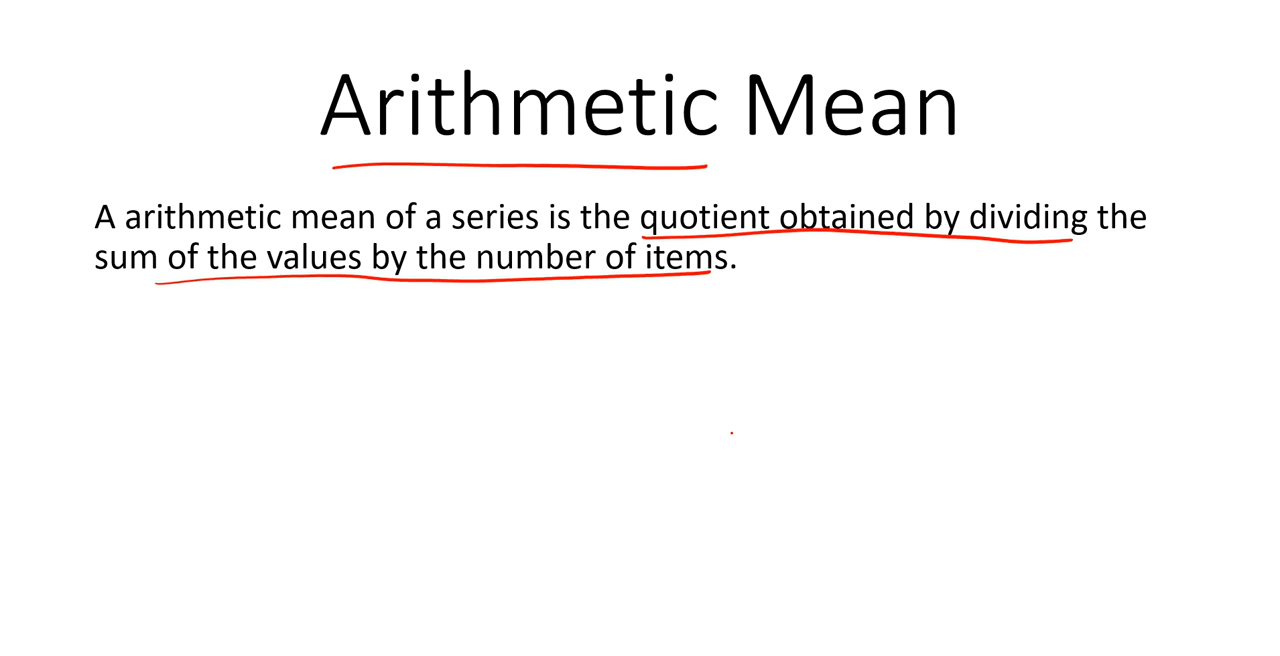 Arithmetic Mean
A arithmetic mean of a series is the quotient obtained by dividing the
sum of the values by the number of items.